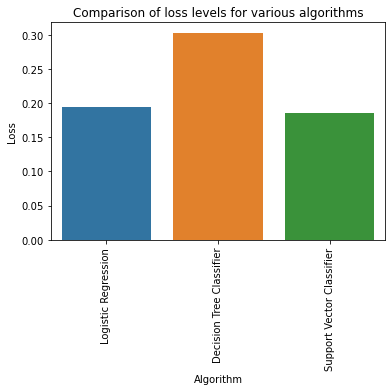 Comparison of loss levels for various algorithms
0.30
0.25
0.20
0.15
0.10
0.05
0.00
Loss
Logistic Regression
Decision Tree Classifier
Support Vector Classifier
Algorithm